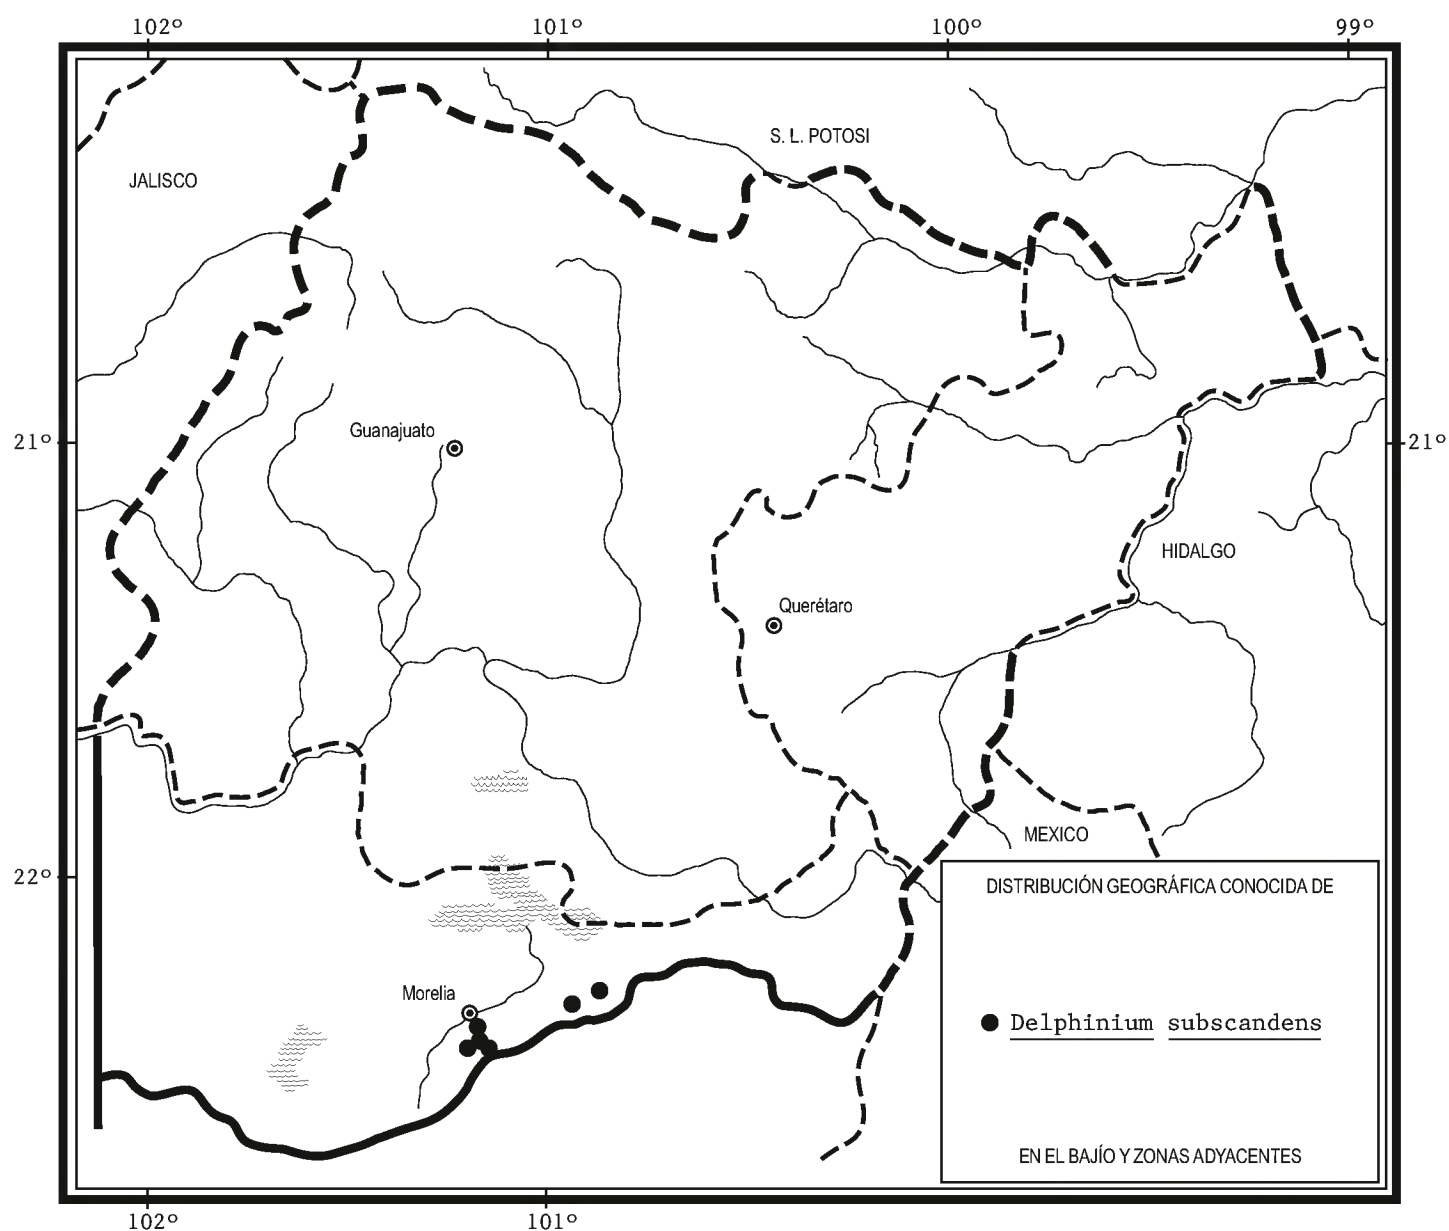 102º 101º 100º 99º
S. L. POTOSI
JALISCO
Guanajuato
21º 21º
HIDALGO
Querétaro
MEXICO
22º
DISTRIBUCIÓN GEOGRÁFICA CONOCIDA DE
Morelia
Delphinium subscandens
EN EL BAJÍO Y ZONAS ADYACENTES
102º 101º